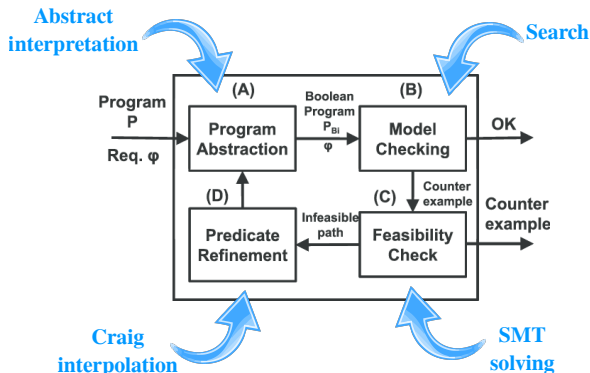 Abstract
interpretation
Search
(A)
(B)
Program
P
Req. φ
Program
Abstraction
Boolean
Program
P_Bi
φ
Model
Checking
OK
(D)
(C)
Counter
example
Counter
example
Predicate
Refinement
Infeasible
path
Feasibility
Check
Craig
interpolation
SMT
solving